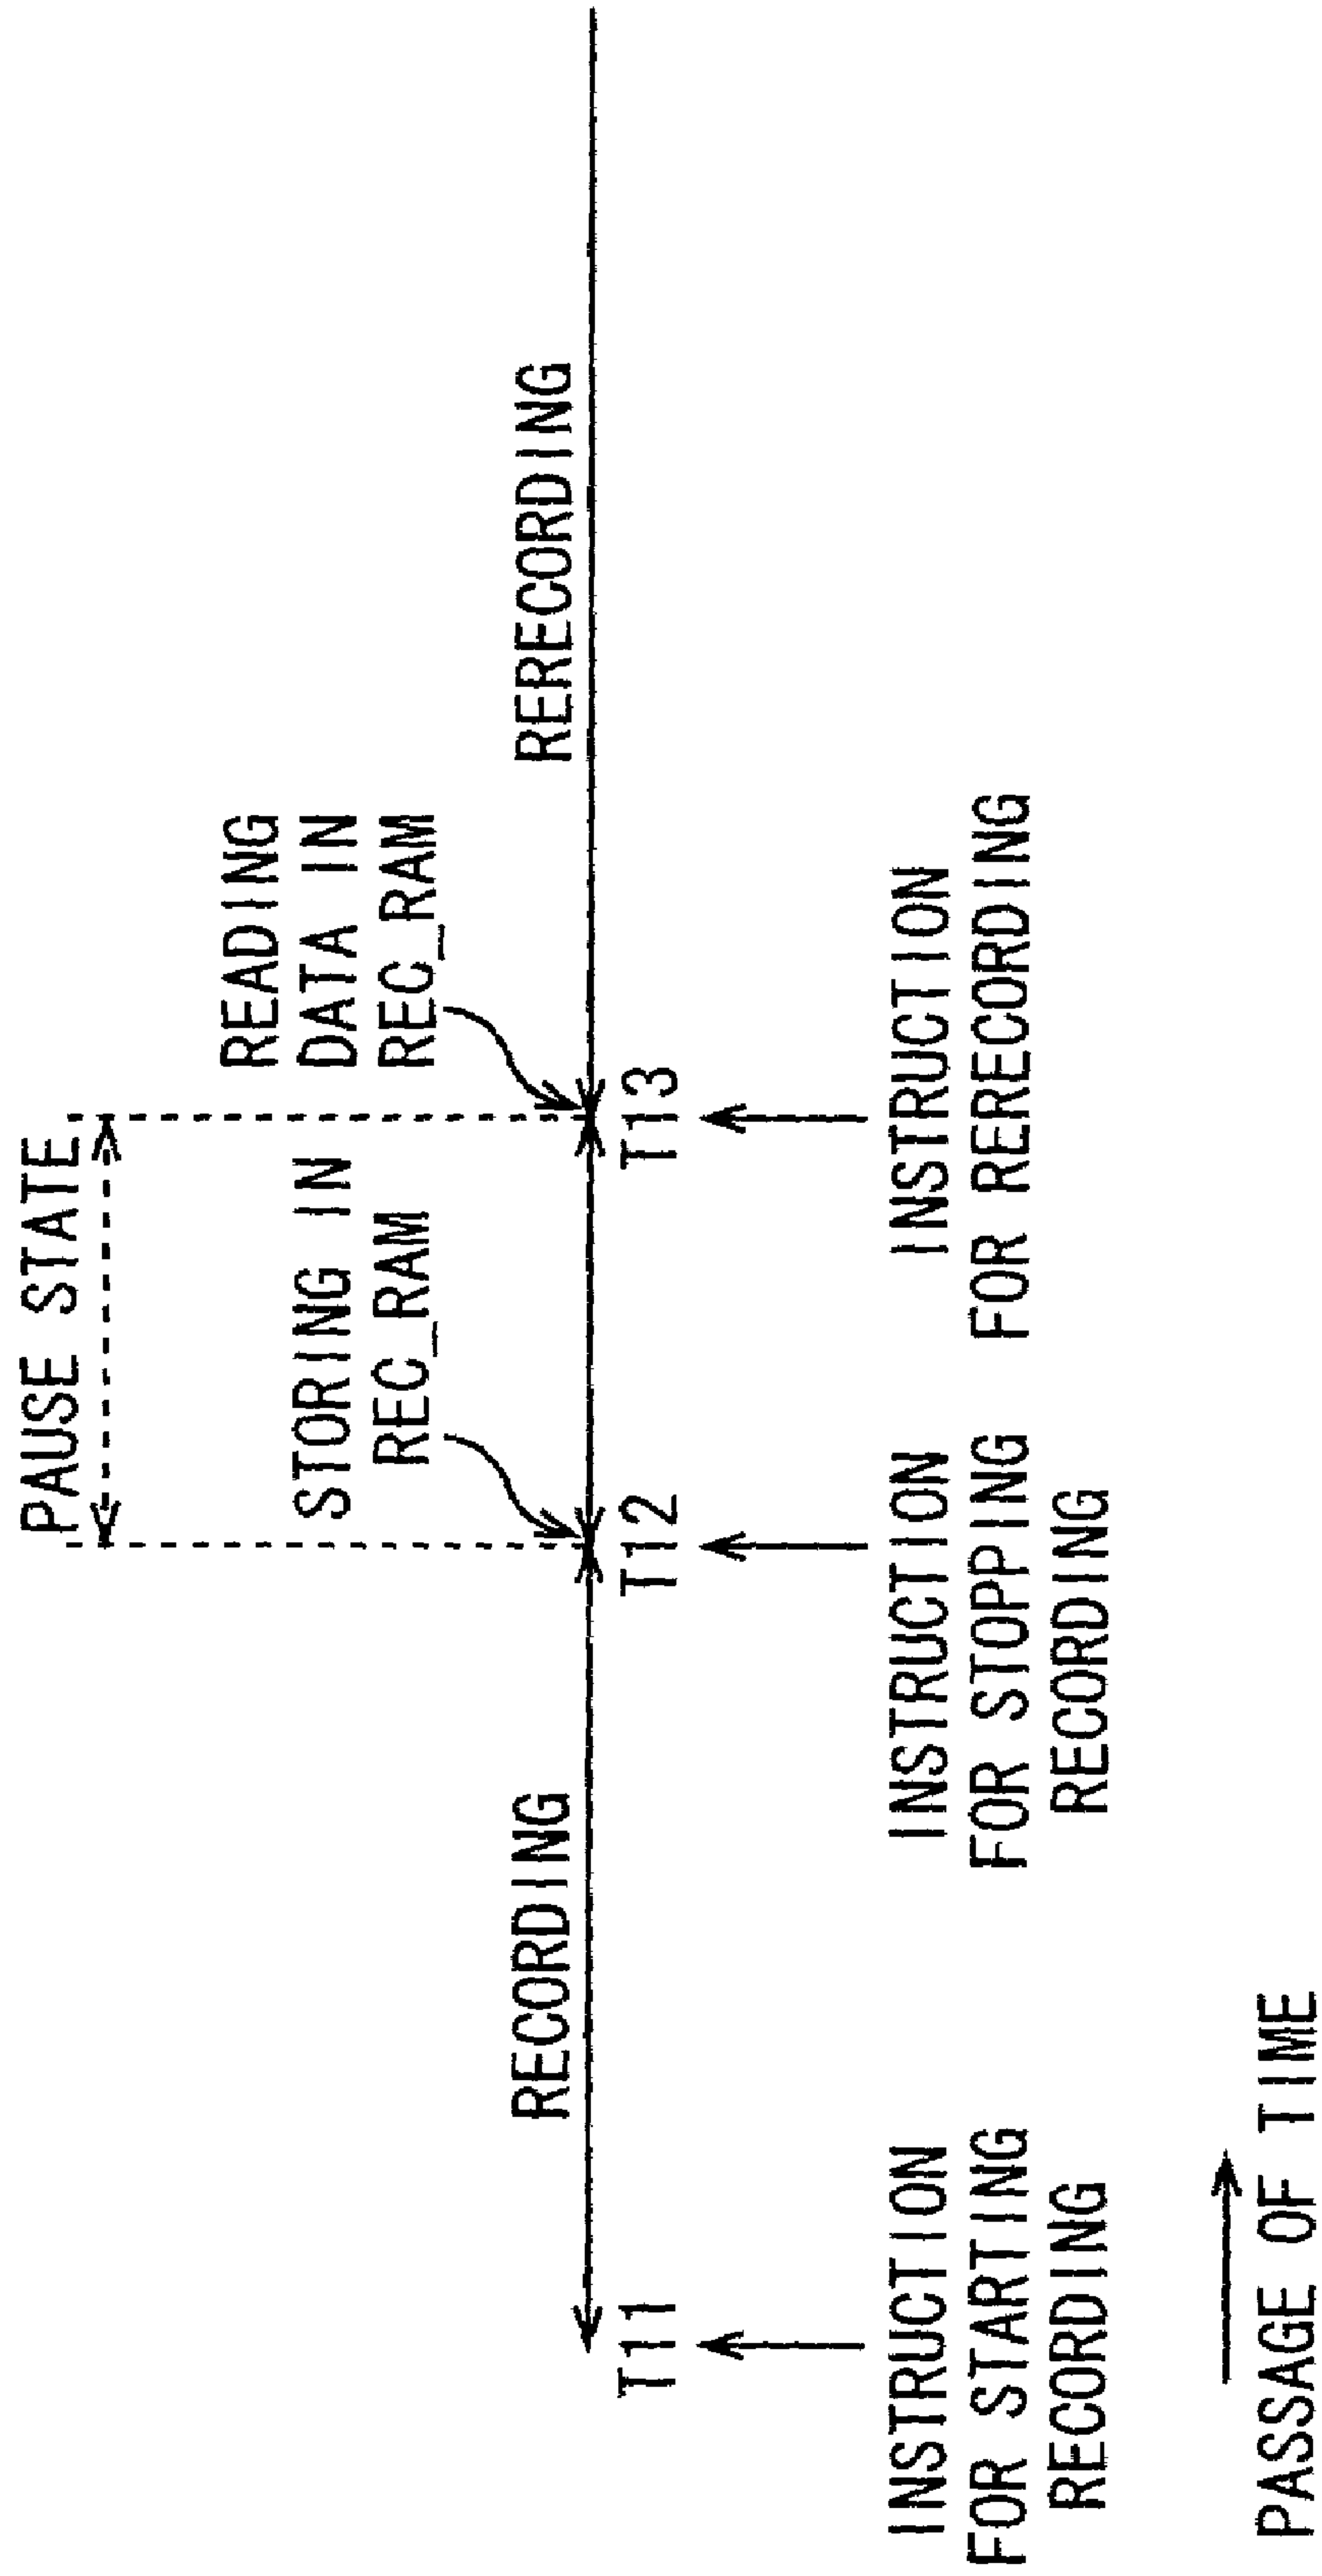 PAUSE STATE
STORING IN
REC_RAM
READING
DATA IN
REC_RAM
RECORDING
RERECORDING
T11
T12
T13
INSTRUCTION
FOR STARTING
RECORDING
INSTRUCTION
FOR STOPPING
RECORDING
INSTRUCTION
FOR RERECORDING
PASSAGE OF TIME